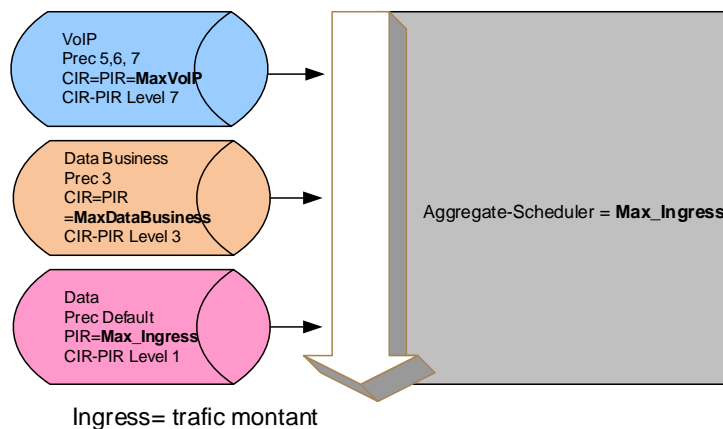 VoIP
Prec 5,6, 7
CIR=PIR=MaxVoIP
CIR-PIR Level 7
Data Business
Prec 3
CIR=PIR
=MaxDataBusiness
CIR-PIR Level 3
Data
Prec Default
PIR=Max_Ingress
CIR-PIR Level 1
Aggregate-Scheduler = Max_Ingress
Ingress= trafic montant